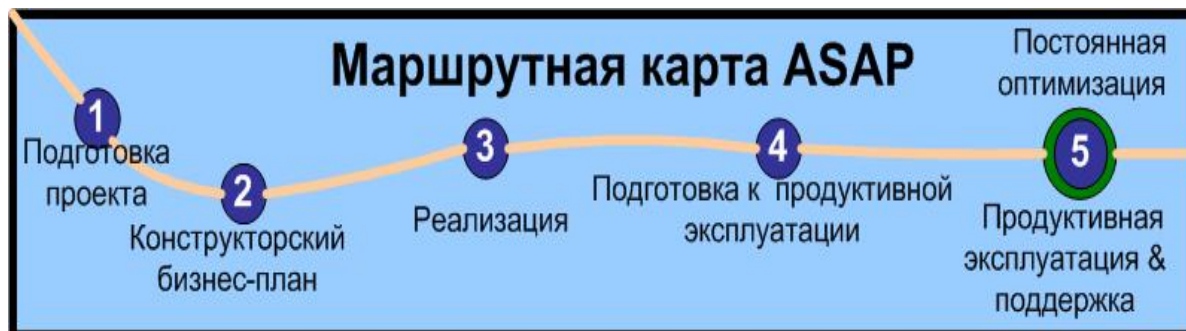 Маршрутная карта ASAP
1
Подготовка
проекта
2
Конструкторский
бизнес-план
3
Реализация
4
Подготовка к продуктивной
эксплуатации
Постоянная
оптимизация
5
Продуктивная
эксплуатация &
поддержка